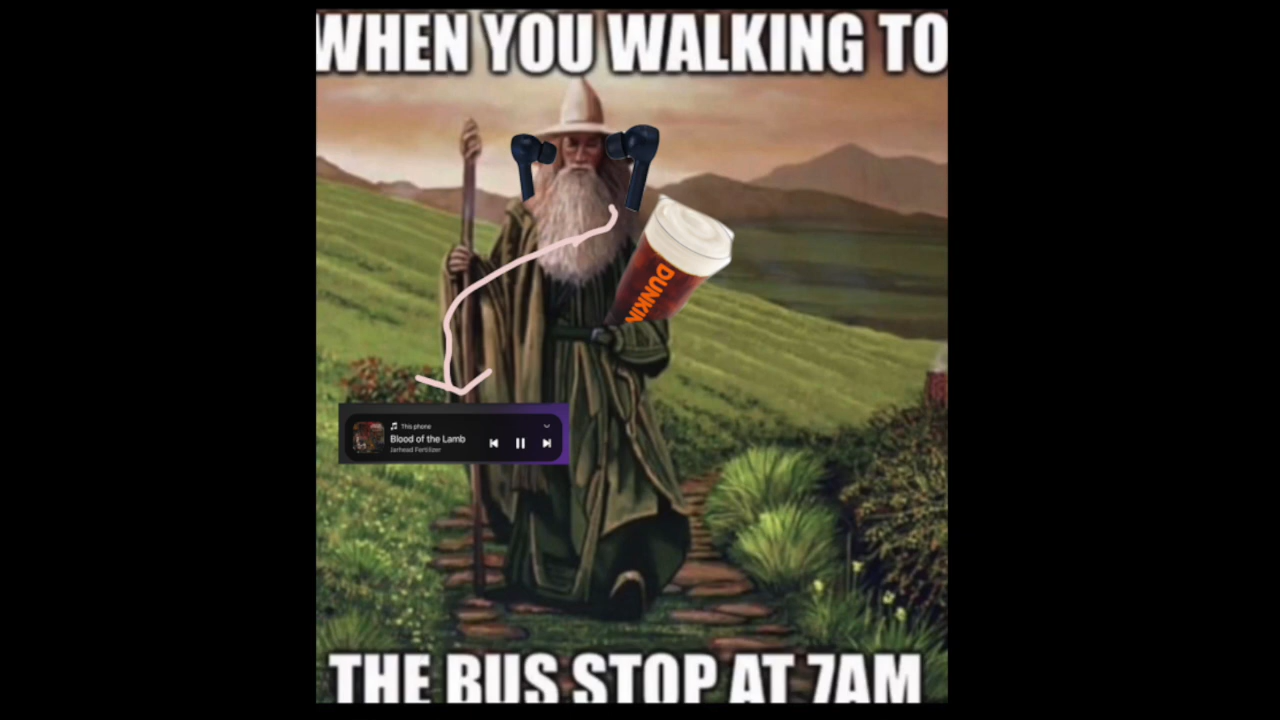 WHEN YOU WALKING TO
DUNKIN
This phone
Blood of the Lamb
Jarhead Fertilizer
THE BUS STOP AT 7AM